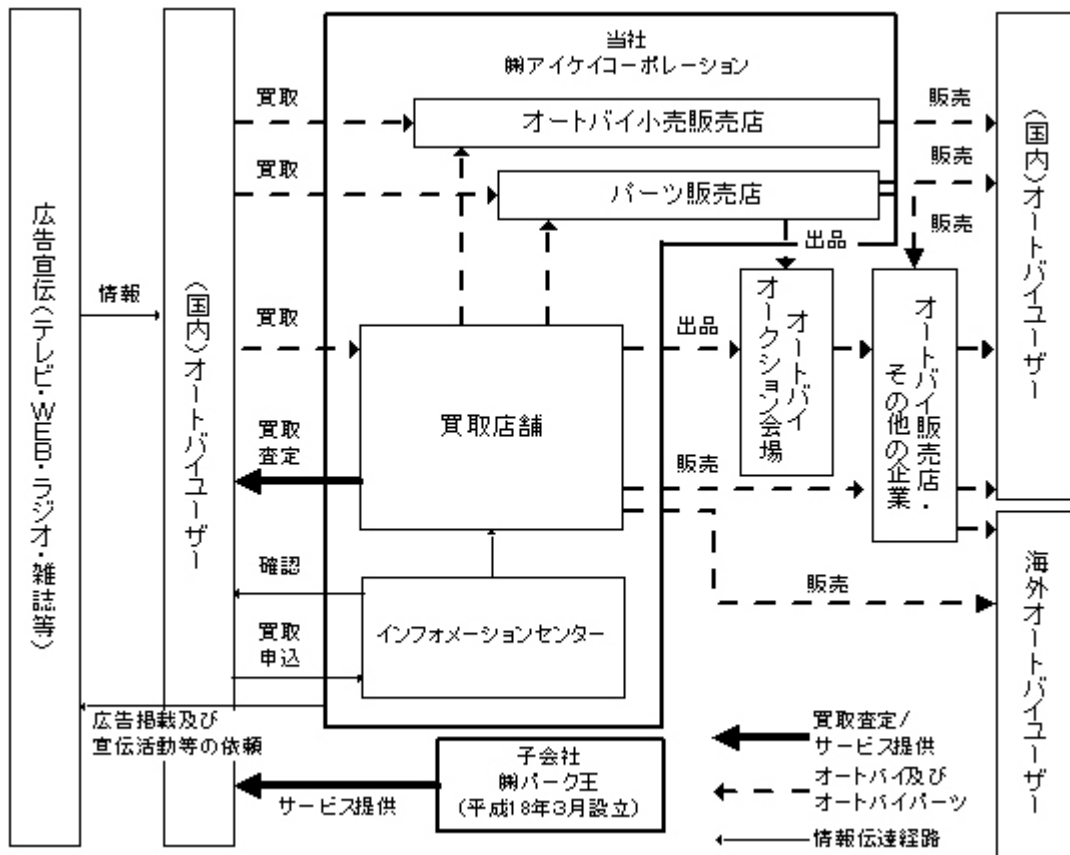 広告宣伝(テレビ・WEB・ラジオ・雑誌等)
情報
(国内)オートバイユーザー
当社
㈱アイケイコーポレーション
買取
オートバイ小売販売店
販売
買取
パーツ販売店
販売
販売
出品
(国内)オートバイユーザー
買取
買取店舗
出品
オートバイ
オークション会場
オートバイ販売店・
その他の企業
買取
査定
販売
販売
確認
インフォメーションセンター
買取
申込
広告掲載及び
宣伝活動等の依頼
海外オートバイユーザー
子会社
㈱パーク王
(平成18年3月設立)
サービス提供
買取査定/
サービス提供
オートバイ及び
オートバイパーツ
情報伝達経路